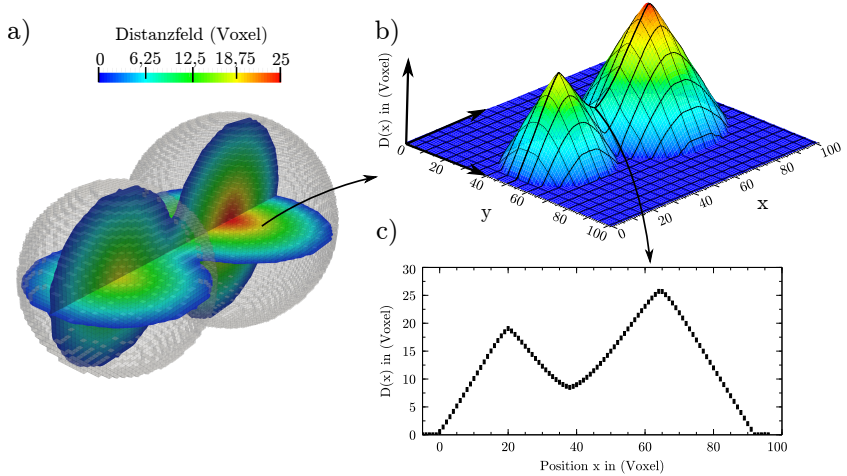 a)
Distanzfeld (Voxel)
0 6,25 12,5 18,75 25
b)
D(x) in (Voxel)
0
20
40
60
80
100
y
0
20
40
60
80
100
x
c)
D(x) in (Voxel)
30
25
20
15
10
5
0
0 20 40 60 80 100
Position x in (Voxel)